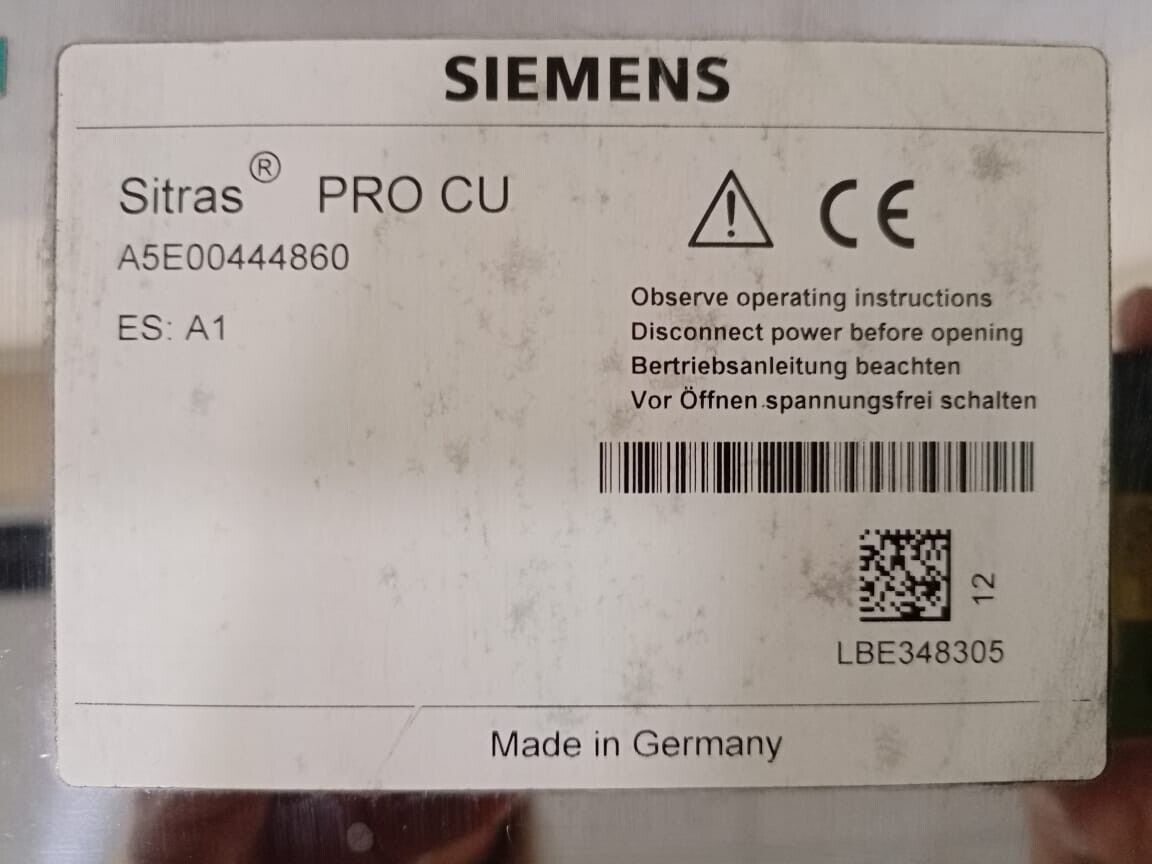 SIEMENS
Sitras® PRO CU
A5E00444860
ES: A1
CE
Observe operating instructions
Disconnect power before opening
Bertriebsanleitung beachten
Vor Öffnen spannungsfrei schalten
12
LBE348305
Made in Germany